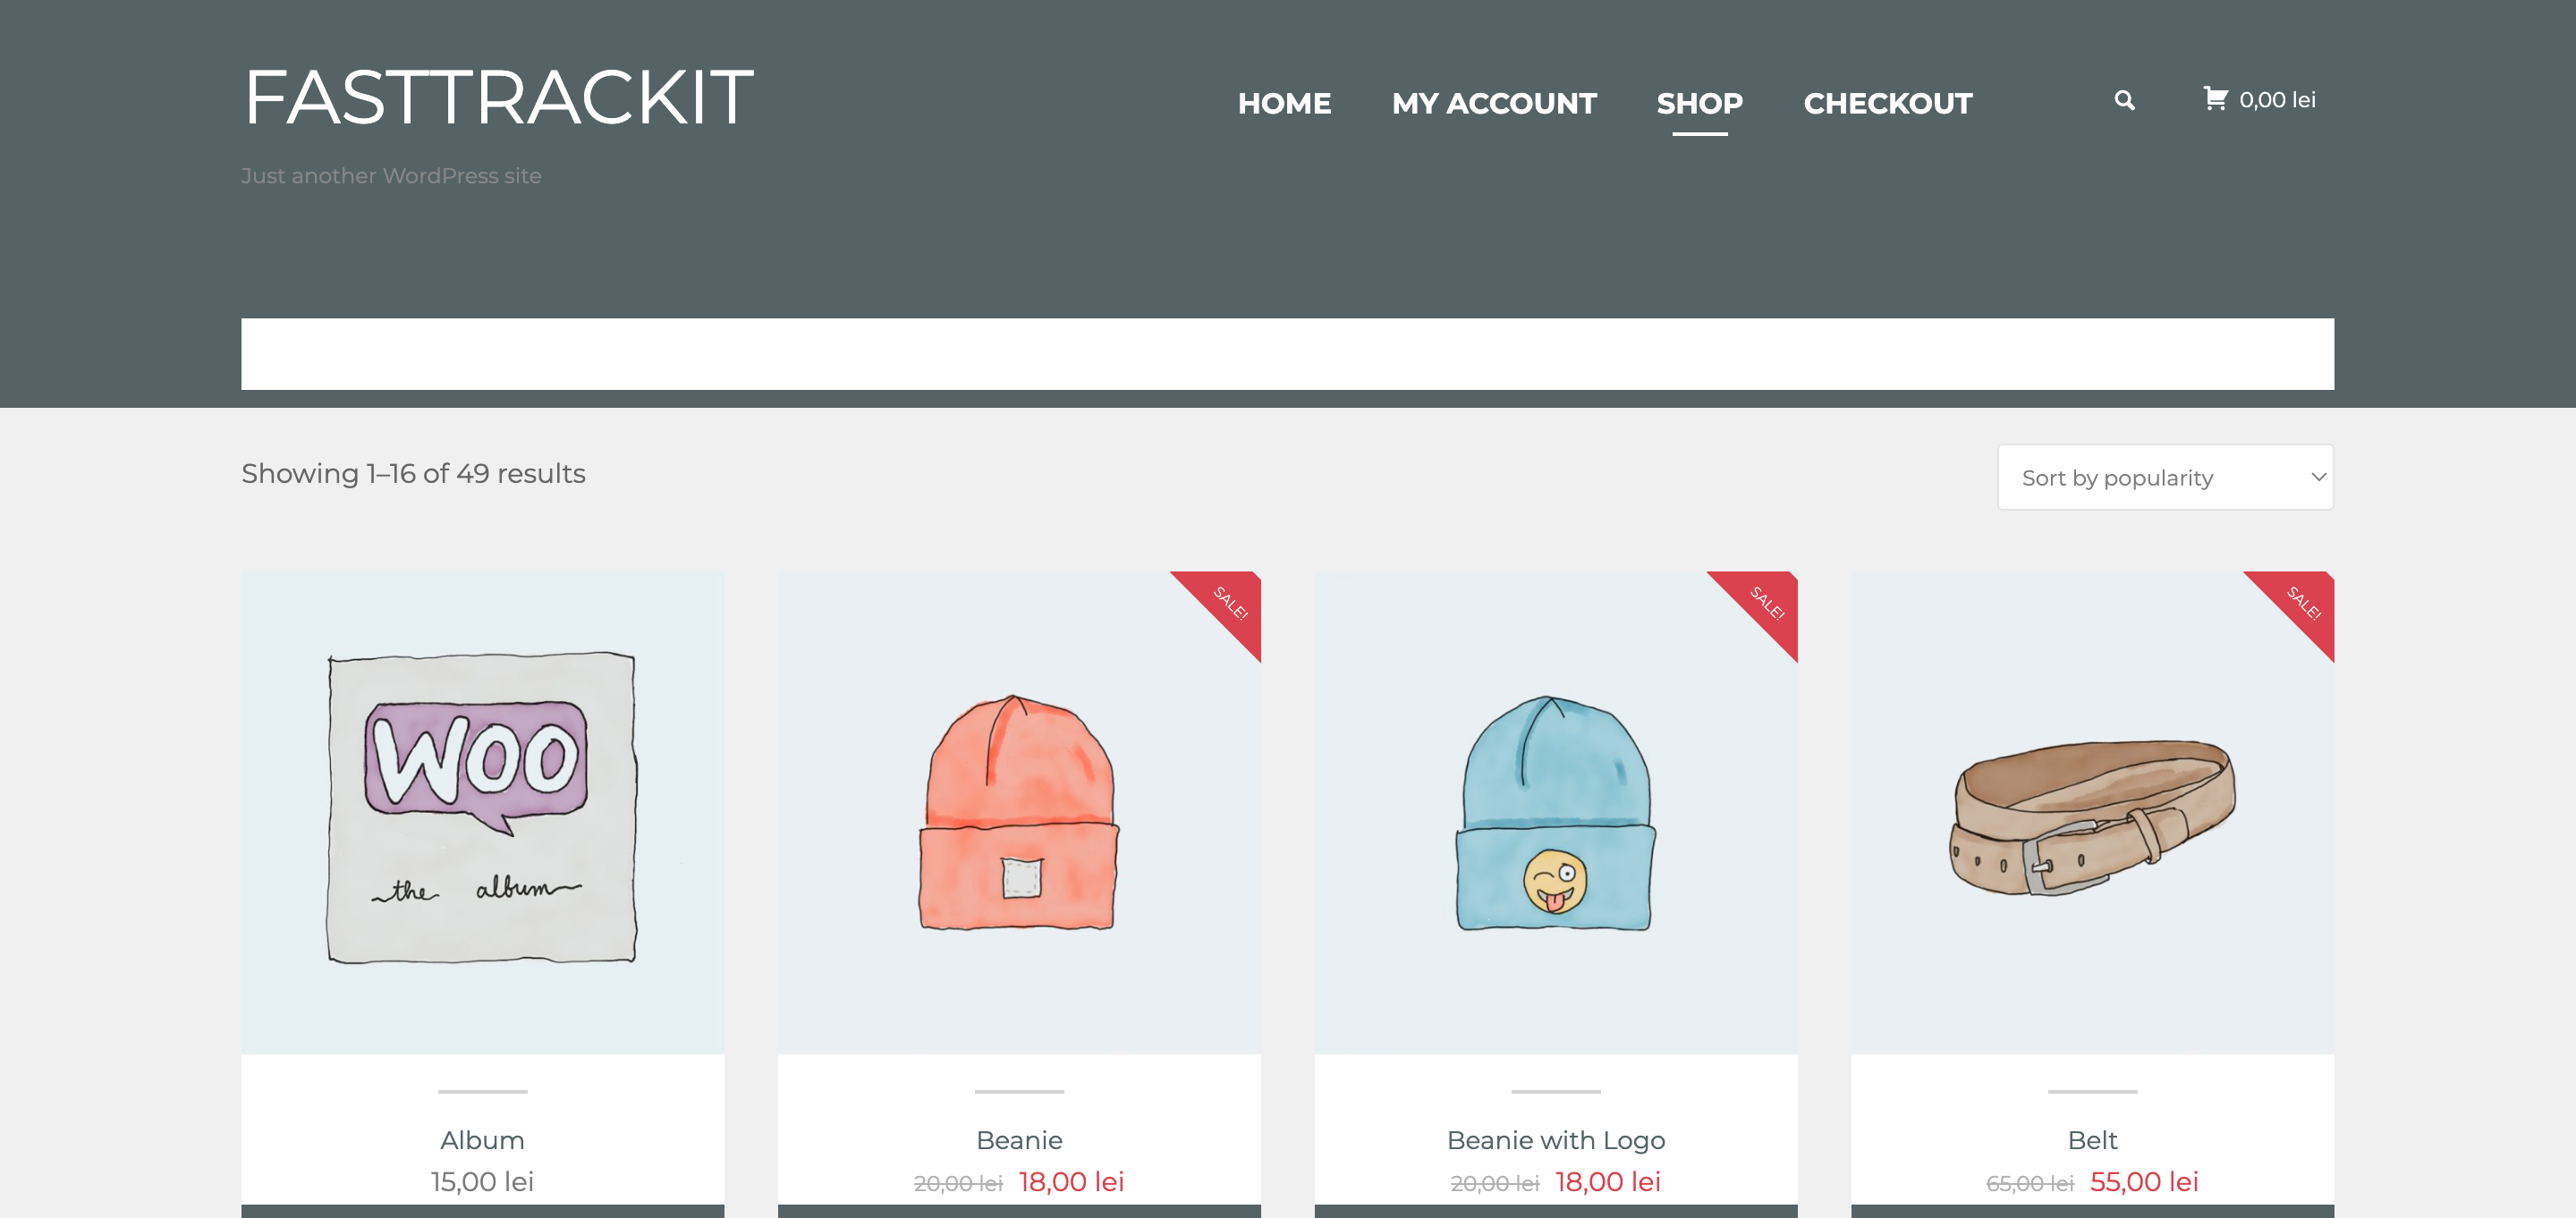 FASTTRACKIT
HOME MY ACCOUNT SHOP CHECKOUT 0,00 lei
Just another WordPress site
Showing 1–16 of 49 results
Sort by popularity
SALE!
SALE!
SALE!
WOO
the album
Album
15,00 lei
Beanie
20,00 lei 18,00 lei
Beanie with Logo
20,00 lei 18,00 lei
Belt
65,00 lei 55,00 lei